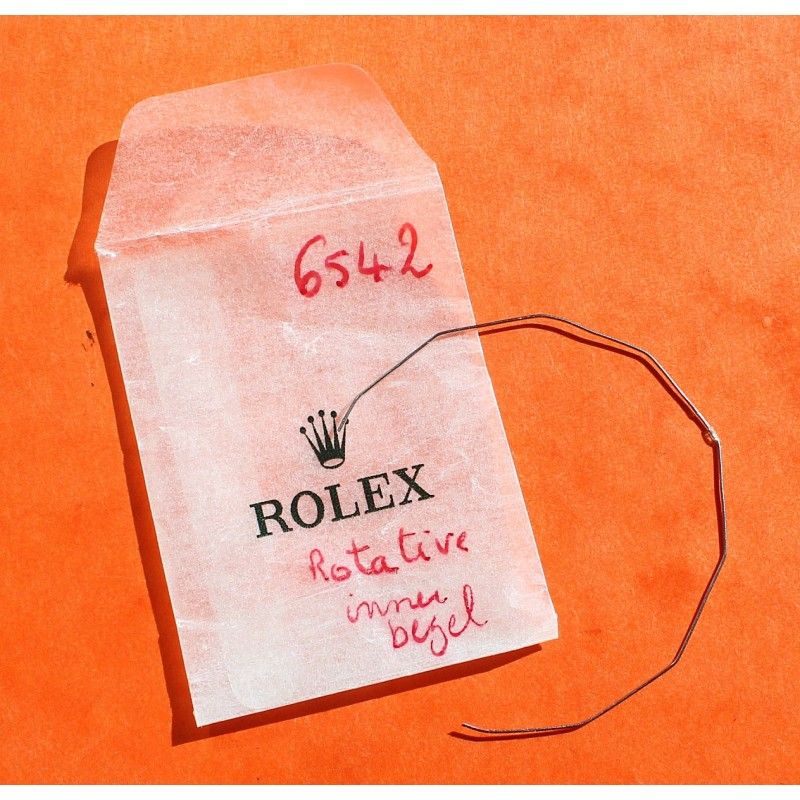 6542
ROLEX
Rotative
inner
bezel